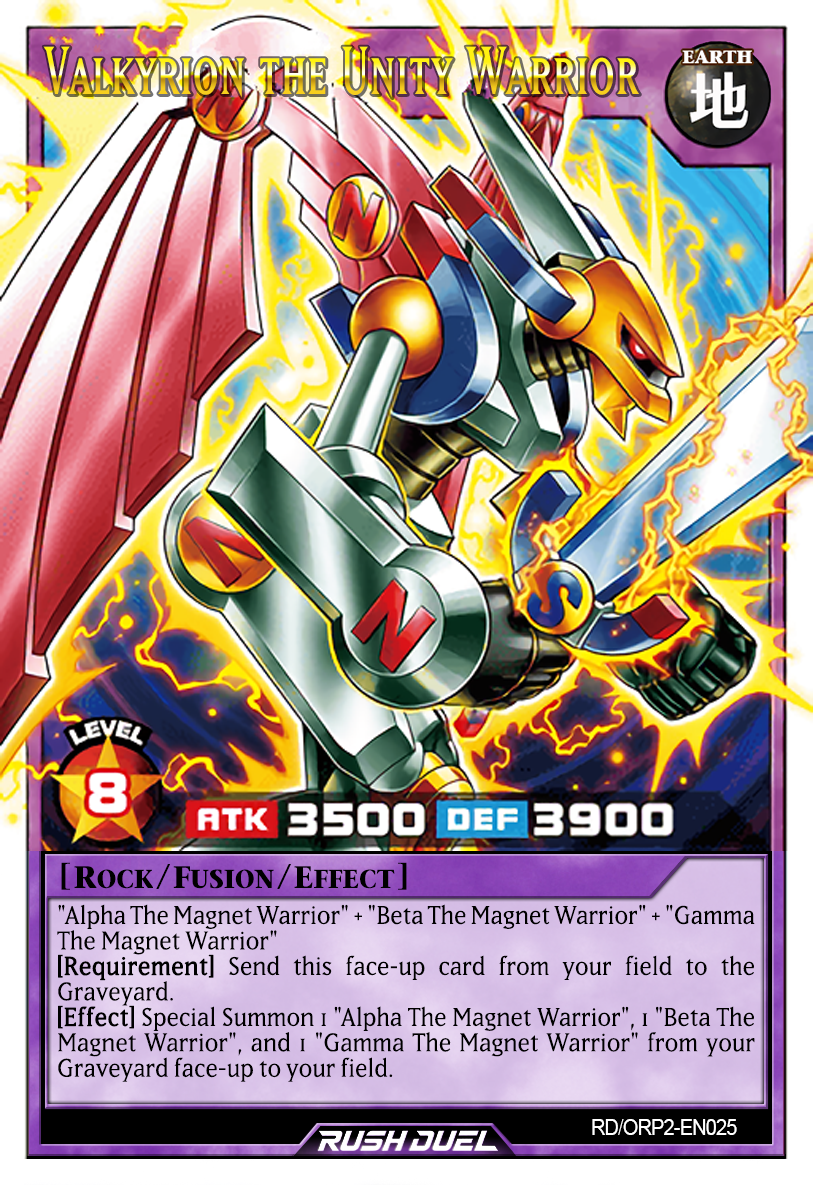 Valkyrion the Unity Warrior
EARTH
地
N
N
N
N
S
LEVEL
8
ATK 3500 DEF 3900
[Rock/Fusion/Effect]
"Alpha The Magnet Warrior" + "Beta The Magnet Warrior" + "Gamma
The Magnet Warrior"
[Requirement] Send this face-up card from your field to the
Graveyard.
[Effect] Special Summon 1 "Alpha The Magnet Warrior", 1 "Beta The
Magnet Warrior", and 1 "Gamma The Magnet Warrior" from your
Graveyard face-up to your field.
RD/ORP2-EN025
RUSH DUEL